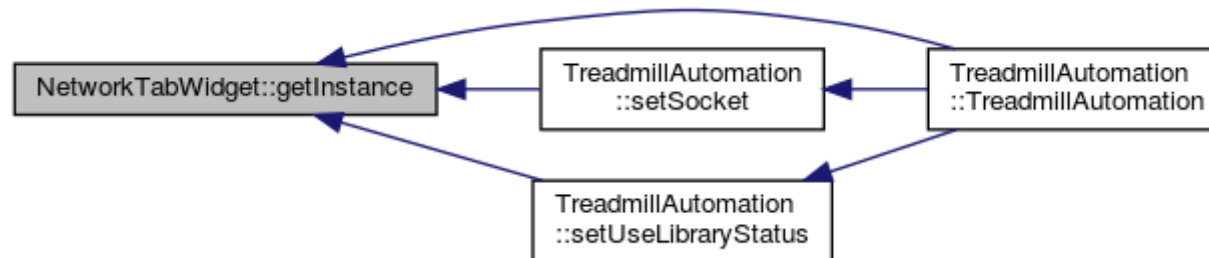 NetworkTabWidget::getInstance
TreadmillAutomation
::setSocket
TreadmillAutomation
::TreadmillAutomation
TreadmillAutomation
::setUseLibraryStatus